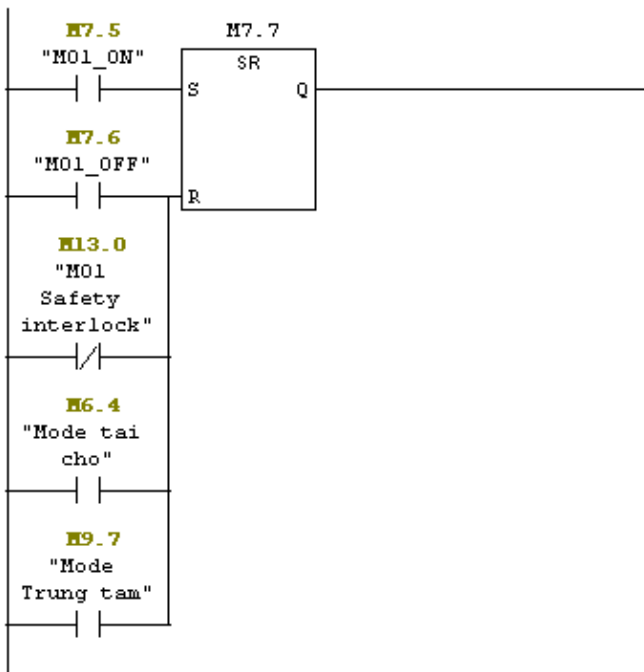 M7.5
"M01_ON"
M7.7
SR
S
Q
M7.6
"M01_OFF"
R
M13.0
"M01
Safety
interlock"
M6.4
"Mode tai
cho"
M9.7
"Mode
Trung tam"